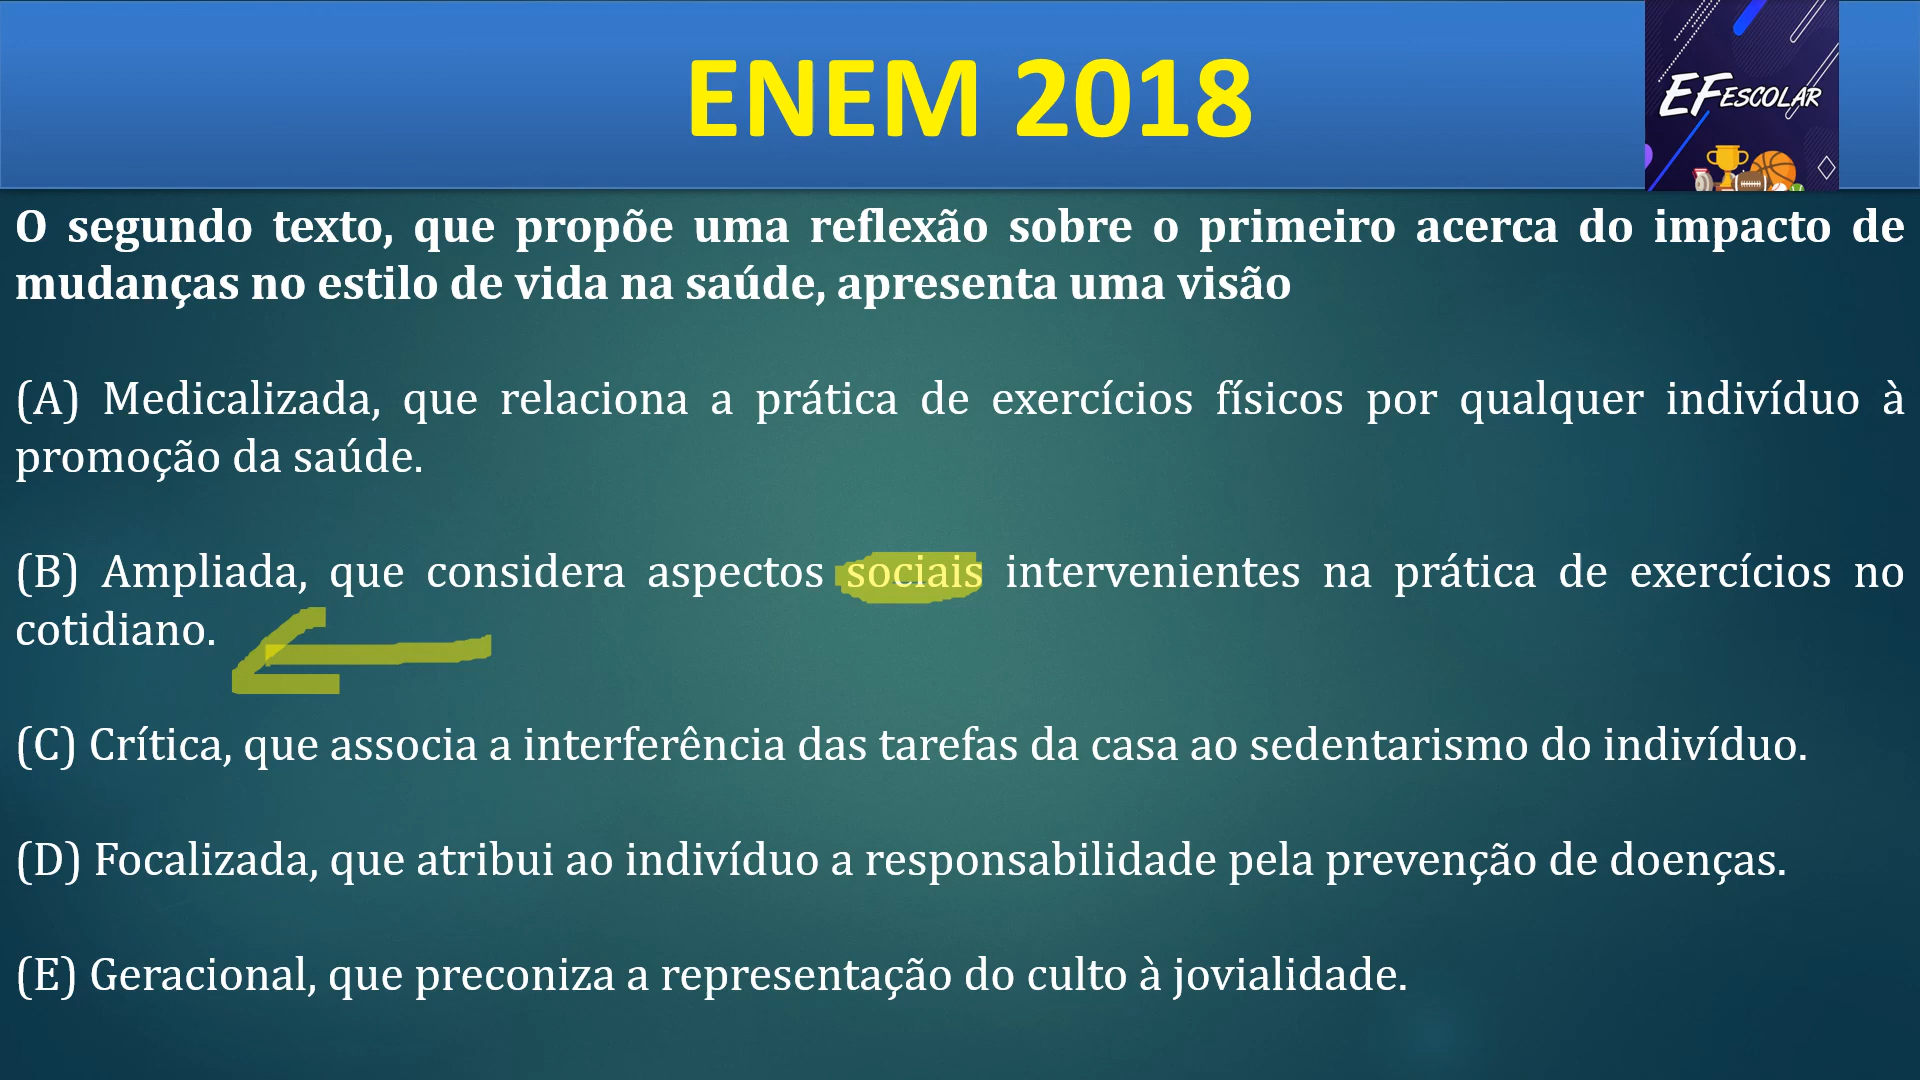 ENEM 2018
EFESCOLAR
O segundo texto, que propõe uma reflexão sobre o primeiro acerca do impacto de
mudanças no estilo de vida na saúde, apresenta uma visão
(A) Medicalizada, que relaciona a prática de exercícios físicos por qualquer indivíduo à
promoção da saúde.
(B) Ampliada, que considera aspectos sociais intervenientes na prática de exercícios no
cotidiano.
(C) Crítica, que associa a interferência das tarefas da casa ao sedentarismo do indivíduo.
(D) Focalizada, que atribui ao indivíduo a responsabilidade pela prevenção de doenças.
(E) Geracional, que preconiza a representação do culto à jovialidade.